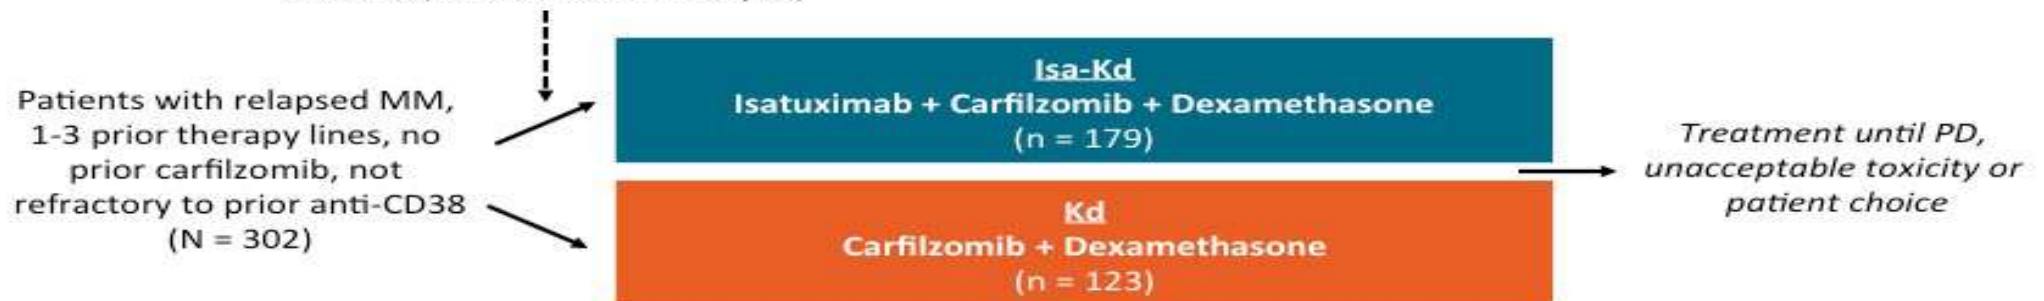 Patients with relapsed MM,
1-3 prior therapy lines, no
prior carfilzomib, not
refractory to prior anti-CD38
(N = 302)
Isa-Kd
Isatuximab + Carfilzomib + Dexamethasone
(n = 179)
Kd
Carfilzomib + Dexamethasone
(n = 123)
Treatment until PD,
unacceptable toxicity or
patient choice